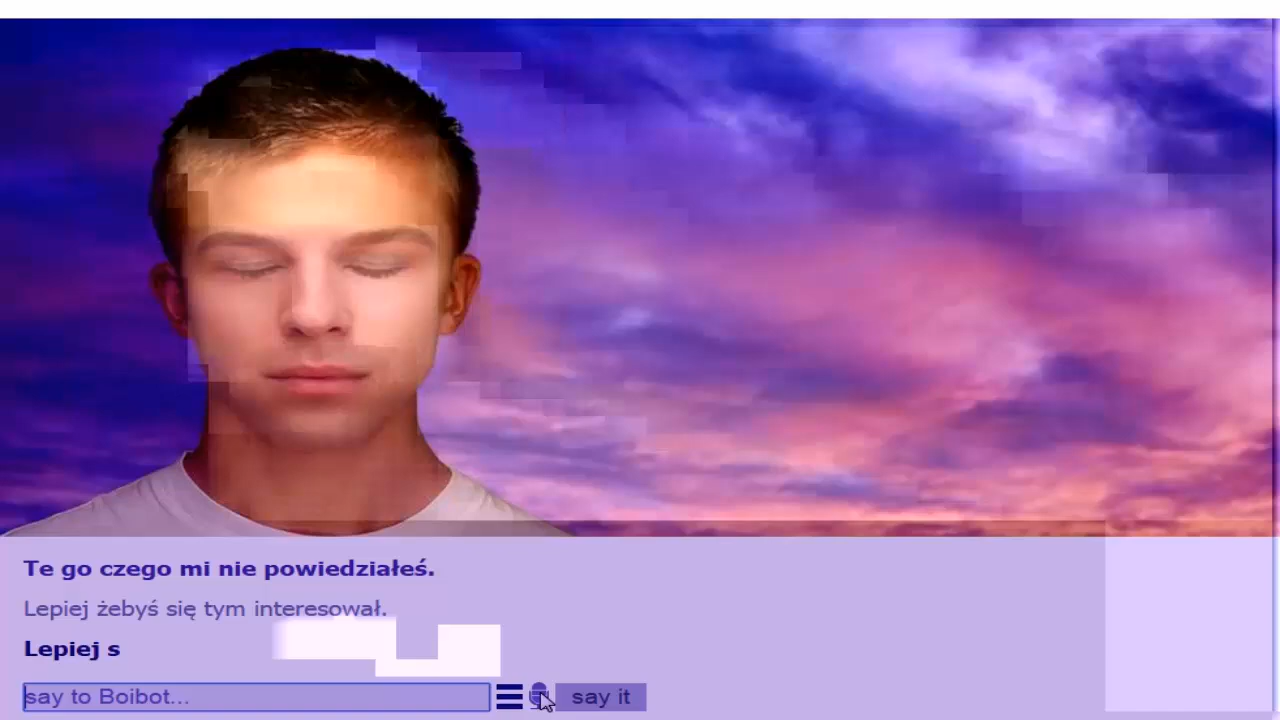 Te go czego mi nie powiedziałeś.
Lepiej żebyś się tym interesował.
Lepiej s
say to Boibot...
say it